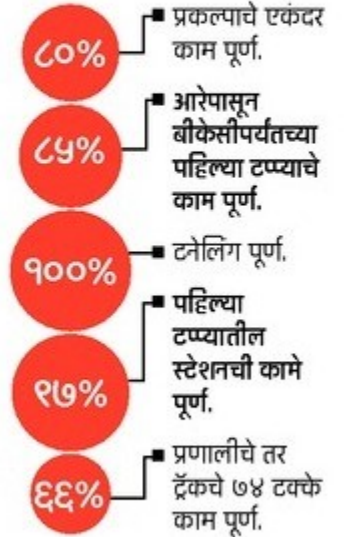 ८०%
प्रकल्पाचे एकंदर
काम पूर्ण.
८५%
आरेपासून
बीकेसीपर्यंतच्या
पहिल्या टप्प्याचे
काम पूर्ण.
१००%
टनेलिंग पूर्ण.
९७%
पहिल्या
टप्प्यातील
स्टेशनची कामे
पूर्ण.
६६%
प्रणालीचे तर
ट्रॅकचे ७४ टक्के
काम पूर्ण.